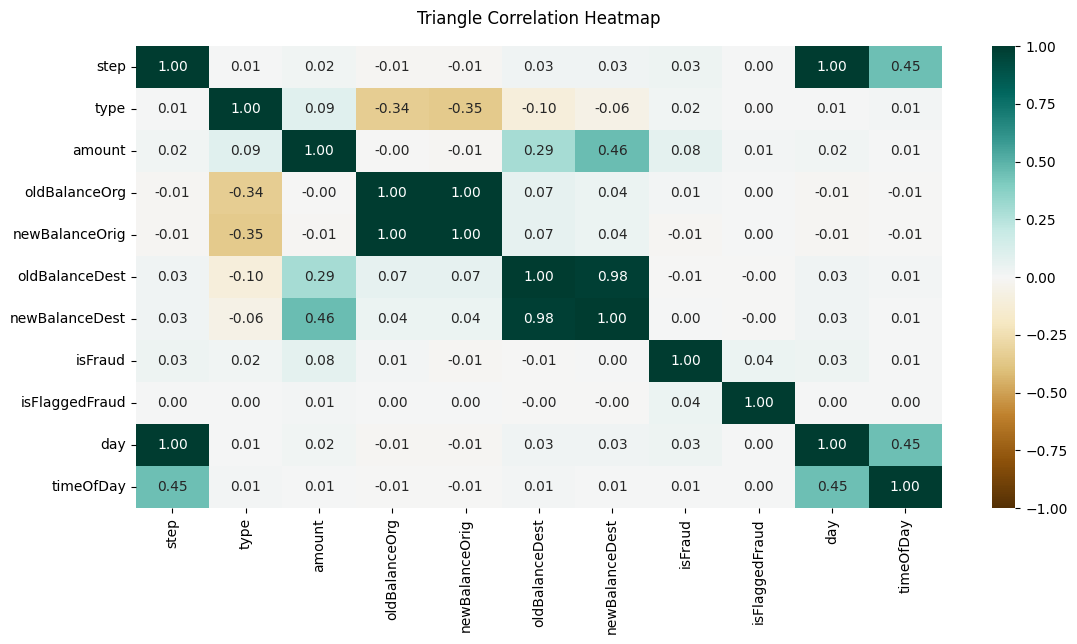 Triangle Correlation Heatmap
step 1.00 0.01 0.02 -0.01 -0.01 0.03 0.03 0.03 0.00 1.00 0.45
type 0.01 1.00 0.09 -0.34 -0.35 -0.10 -0.06 0.02 0.00 0.01 0.01
amount 0.02 0.09 1.00 -0.00 -0.01 0.29 0.46 0.08 0.01 0.02 0.01
oldBalanceOrg -0.01 -0.34 -0.00 1.00 1.00 0.07 0.04 0.01 0.00 -0.01 -0.01
newBalanceOrig -0.01 -0.35 -0.01 1.00 1.00 0.07 0.04 -0.01 0.00 -0.01 -0.01
oldBalanceDest 0.03 -0.10 0.29 0.07 0.07 1.00 0.98 -0.01 -0.00 0.03 0.01
newBalanceDest 0.03 -0.06 0.46 0.04 0.04 0.98 1.00 0.00 -0.00 0.03 0.01
isFraud 0.03 0.02 0.08 0.01 -0.01 -0.01 0.00 1.00 0.04 0.03 0.01
isFlaggedFraud 0.00 0.00 0.01 0.00 0.00 -0.00 -0.00 0.04 1.00 0.00 0.00
day 1.00 0.01 0.02 -0.01 -0.01 0.03 0.03 0.03 0.00 1.00 0.45
timeOfDay 0.45 0.01 0.01 -0.01 -0.01 0.01 0.01 0.01 0.00 0.45 1.00
step
type
amount
oldBalanceOrg
newBalanceOrig
oldBalanceDest
newBalanceDest
isFraud
isFlaggedFraud
day
timeOfDay
1.00
0.75
0.50
0.25
0.00
−0.25
−0.50
−0.75
−1.00